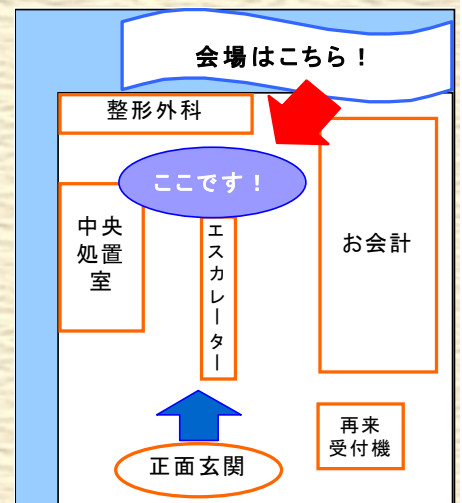 会場はこちら！
整形外科
ここです！
中央
処置
室
エスカレーター
お会計
再来
受付機
正面玄関